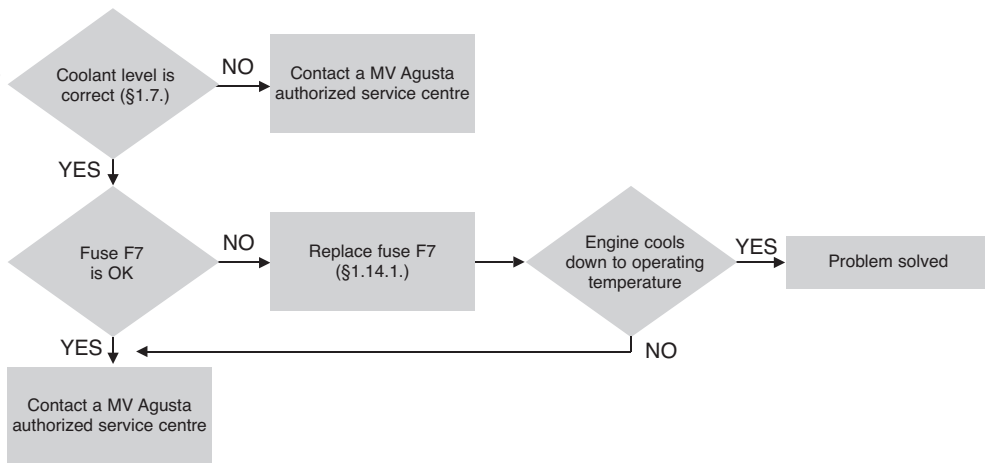 Coolant level is
correct (§1.7.)
NO
Contact a MV Agusta
authorized service centre
YES
Fuse F7
is OK
NO
Replace fuse F7
(§1.14.1.)
Engine cools
down to operating
temperature
YES
Problem solved
YES
NO
Contact a MV Agusta
authorized service centre